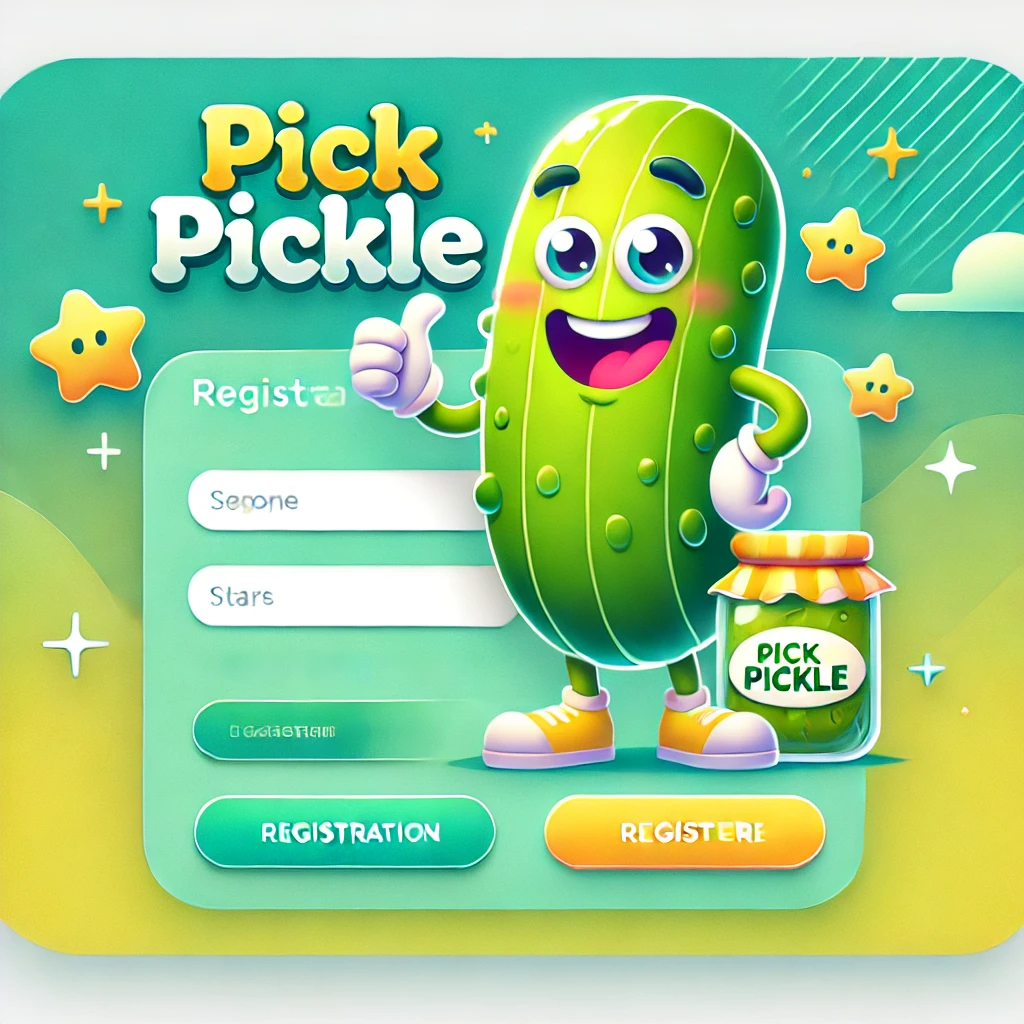 Pick
Pickle
Regist
Segone
Stars
REGISTRATION
REGISTERE
PICK
PICKLE